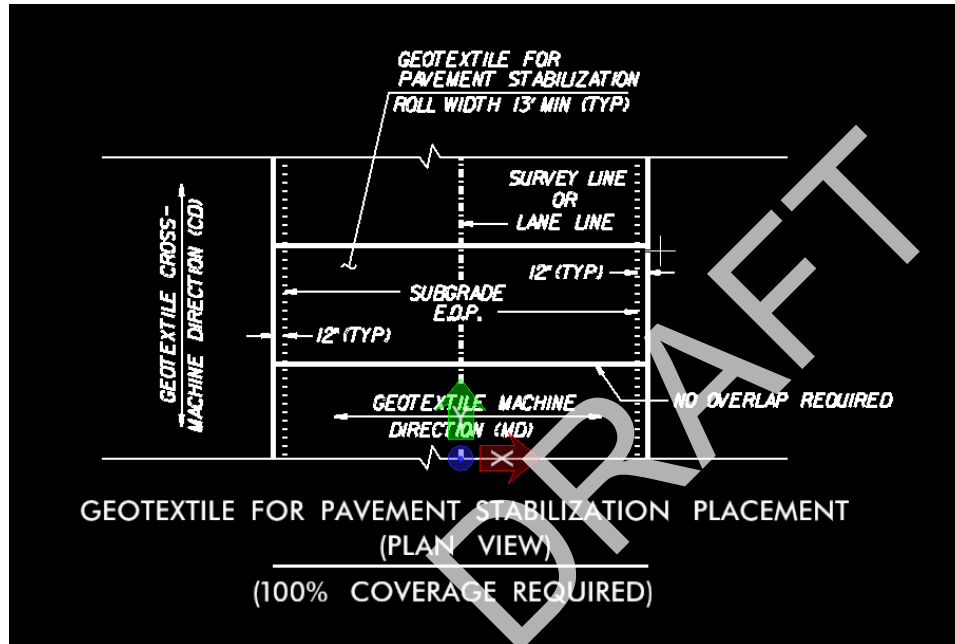 GEOTEXTILE FOR
PAVEMENT STABILIZATION
ROLL WIDTH 13' MIN (TYP)
SURVEY LINE
OR
LANE LINE
GEOTEXTILE CROSS-
MACHINE DIRECTION (CD)
12" (TYP)
SUBGRADE
E.O.P.
12" (TYP)
GEOTEXTILE MACHINE
DIRECTION (MD)
NO OVERLAP REQUIRED
Y
X
GEOTEXTILE FOR PAVEMENT STABILIZATION PLACEMENT
(PLAN VIEW)
(100% COVERAGE REQUIRED)
DRAFT